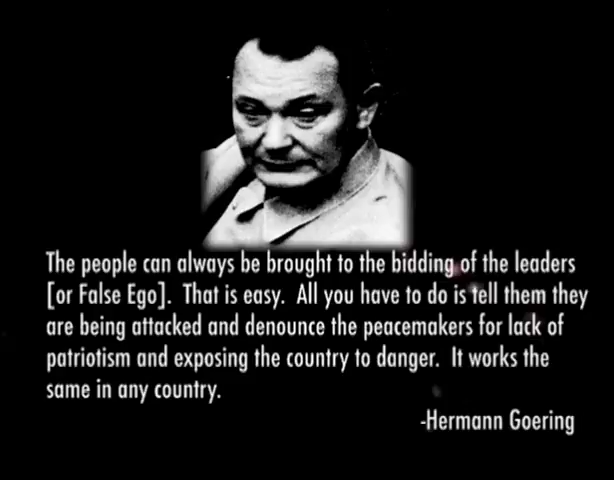 The people can always be brought to the bidding of the leaders
[or False Ego].  That is easy.  All you have to do is tell them they
are being attacked and denounce the peacemakers for lack of
patriotism and exposing the country to danger.  It works the
same in any country.
-Hermann Goering